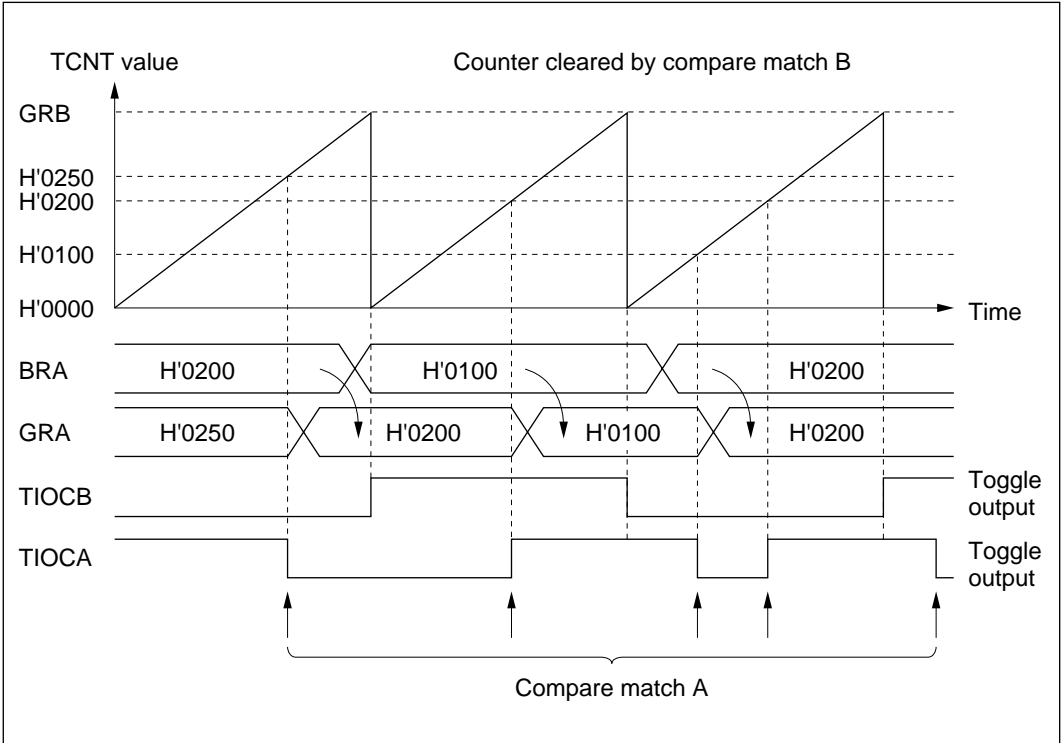 TCNT value
Counter cleared by compare match B
GRB
H'0250
H'0200
H'0100
H'0000
Time
BRA
H'0200
H'0100
H'0200
GRA
H'0250
H'0200
H'0100
H'0200
TIOCB
Toggle
output
TIOCA
Toggle
output
Compare match A